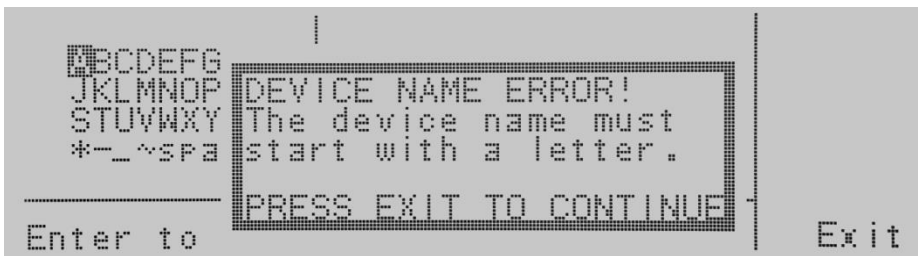 ABCDEFG
JKLMNOP
STUVWXY
*-_~spa
DEVICE NAME ERROR!
The device name must
start with a letter.
PRESS EXIT TO CONTINUE
Enter to
Exit